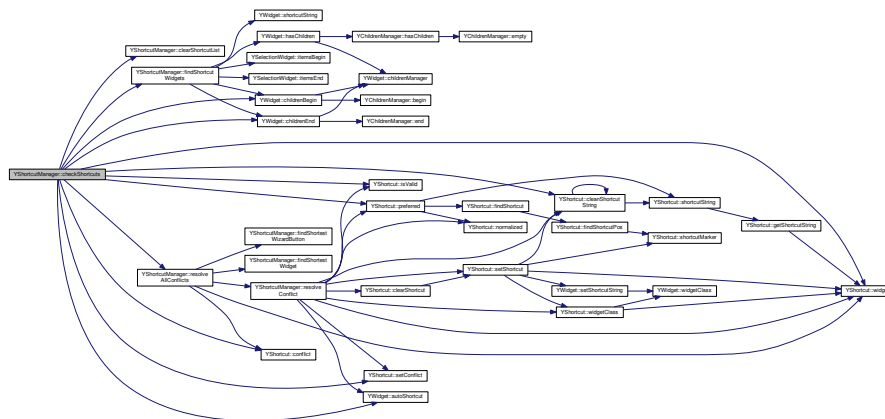 YWidget::shortcutString
YWidget::hasChildren
YChildrenManager::hasChildren
YChildrenManager::empty
YShortcutManager::clearShortcutList
YShortcutManager::findShortcut
Widgets
YSelectionWidget::itemsBegin
YSelectionWidget::itemsEnd
YWidget::childrenManager
YWidget::childrenBegin
YChildrenManager::begin
YWidget::childrenEnd
YChildrenManager::end
YShortcutManager::checkShortcuts
YShortcut::isValid
YShortcut::preferred
YShortcut::findShortcut
YShortcut::cleanShortcut
String
YShortcut::shortcutString
YShortcut::getShortcutString
YShortcut::normalized
YShortcut::findShortcutPos
YShortcut::shortcutMarker
YShortcutManager::findShortest
WizardButton
YShortcutManager::findShortest
Widget
YShortcutManager::resolve
AllConflicts
YShortcutManager::resolve
Conflict
YShortcut::setShortcut
YShortcut::clearShortcut
YWidget::setShortcutString
YWidget::widgetClass
YShortcut::widget
YShortcut::widgetClass
YShortcut::conflict
YShortcut::setConflict
YWidget::autoShortcut